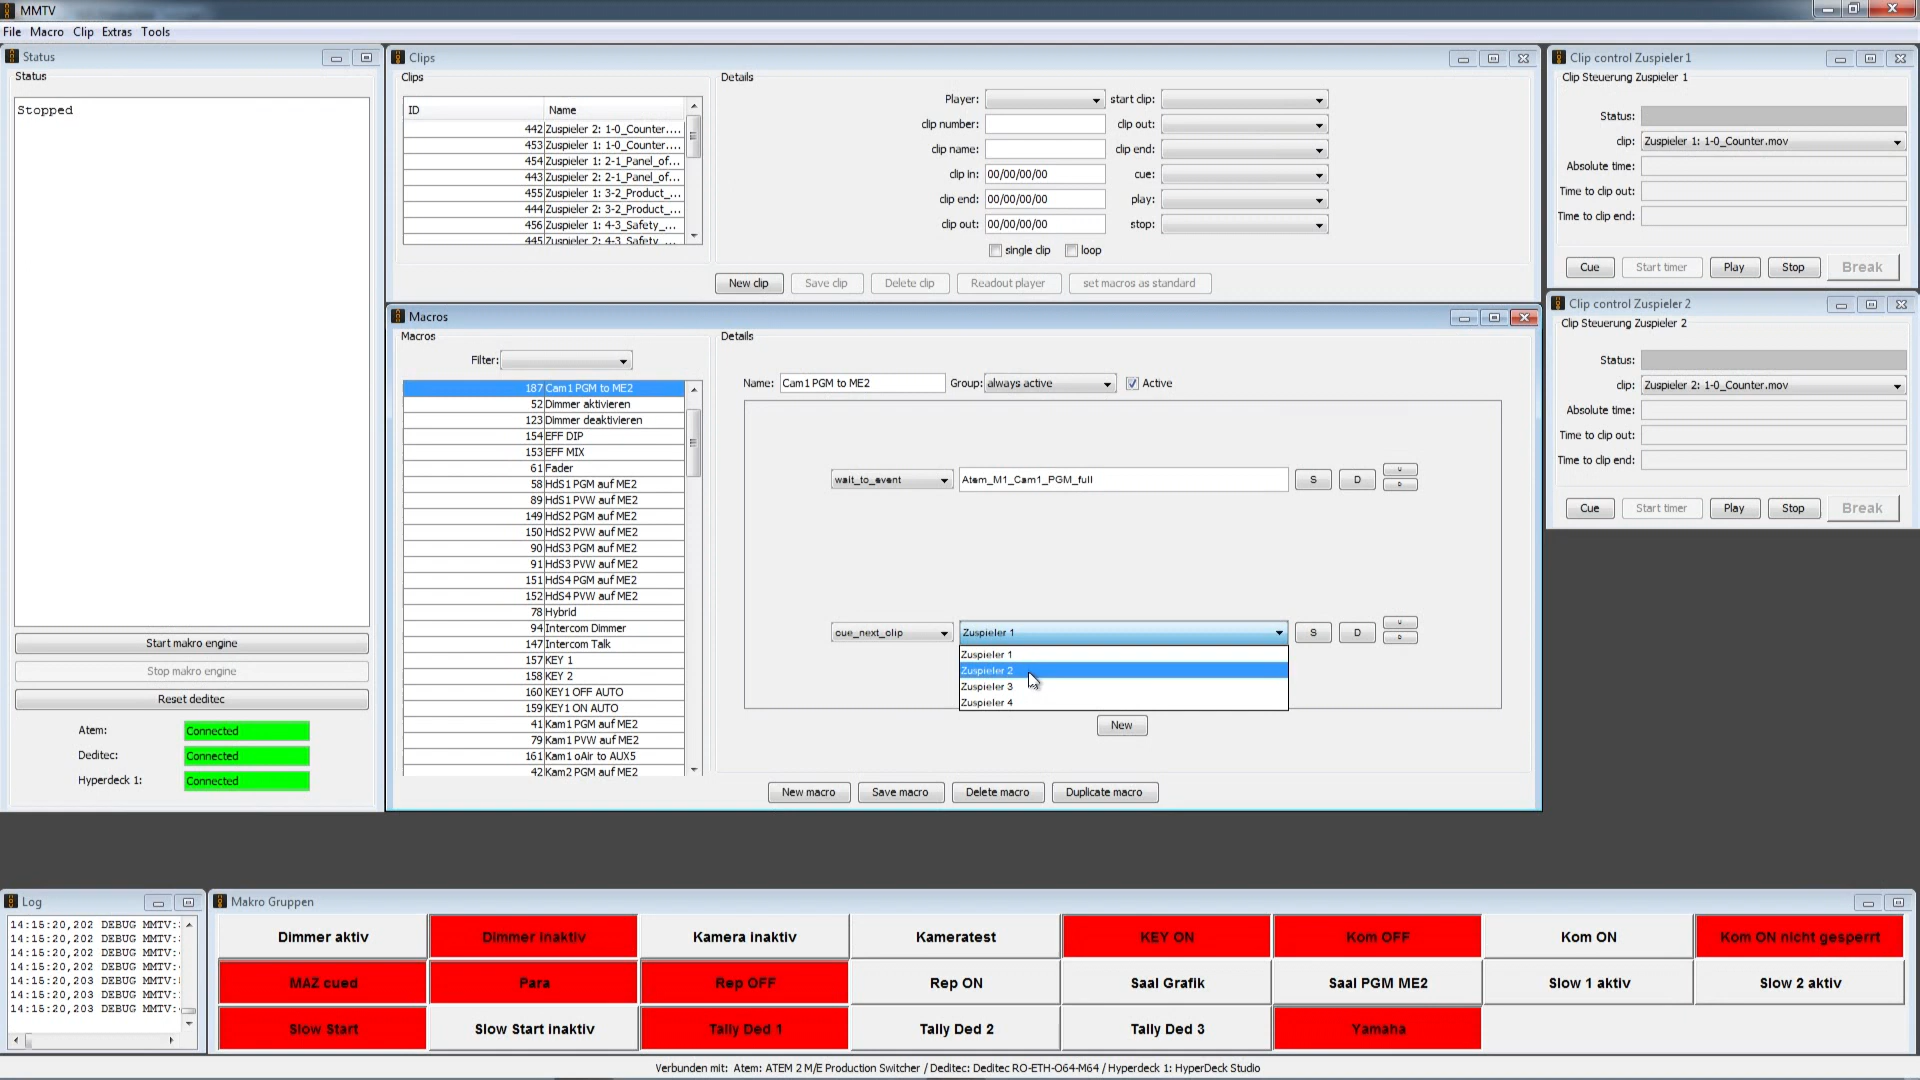 MMTV
File Macro Clip Extras Tools
Status
Status
Stopped
Start makro engine
Stop makro engine
Reset deditec
Atem: Connected
Deditec: Connected
Hyperdeck 1: Connected
Clips
Clips
ID Name
442 Zuspieler 2: 1-0_Counter....
453 Zuspieler 1: 1-0_Counter....
454 Zuspieler 1: 2-1_Panel_of...
443 Zuspieler 2: 2-1_Panel_of...
455 Zuspieler 1: 3-2_Product_...
444 Zuspieler 2: 3-2_Product_...
456 Zuspieler 1: 4-3_Safety_...
445 Zuspieler 2: 4-3_Safety_...
Details
Player: start clip:
clip number: clip out:
clip name: clip end:
clip in: 00/00/00/00 cue:
clip end: 00/00/00/00 play:
clip out: 00/00/00/00 stop:
single clip loop
New clip Save clip Delete clip Readout player set macros as standard
Macros
Macros
Filter:
187 Cam1 PGM to ME2
52 Dimmer aktivieren
123 Dimmer deaktivieren
154 EFF DIP
153 EFF MIX
61 Fader
58 HdS1 PGM auf ME2
89 HdS1 PVW auf ME2
149 HdS2 PGM auf ME2
150 HdS2 PVW auf ME2
90 HdS3 PGM auf ME2
91 HdS3 PVW auf ME2
151 HdS4 PGM auf ME2
152 HdS4 PVW auf ME2
78 Hybrid
94 Intercom Dimmer
147 Intercom Talk
157 KEY 1
158 KEY 2
160 KEY1 OFF AUTO
159 KEY1 ON AUTO
41 Kam1 PGM auf ME2
79 Kam1 PVW auf ME2
161 Kam1 oAir to AUX5
42 Kam2 PGM auf ME2
Details
Name: Cam1 PGM to ME2 Group: always active Active
wait_to_event Atem_M1_Cam1_PGM_full S D U D
cue_next_clip Zuspieler 1 S D U D
Zuspieler 1
Zuspieler 2
Zuspieler 3
Zuspieler 4
New
New macro Save macro Delete macro Duplicate macro
Clip control Zuspieler 1
Clip Steuerung Zuspieler 1
Status:
clip: Zuspieler 1: 1-0_Counter.mov
Absolute time:
Time to clip out:
Time to clip end:
Cue Start timer Play Stop Break
Clip control Zuspieler 2
Clip Steuerung Zuspieler 2
Status:
clip: Zuspieler 2: 1-0_Counter.mov
Absolute time:
Time to clip out:
Time to clip end:
Cue Start timer Play Stop Break
Log
14:15:20,202 DEBUG MMTV:
14:15:20,202 DEBUG MMTV:
14:15:20,202 DEBUG MMTV:
14:15:20,202 DEBUG MMTV:
14:15:20,203 DEBUG MMTV:
14:15:20,203 DEBUG MMTV:
14:15:20,203 DEBUG MMTV:
Makro Gruppen
Dimmer aktiv Dimmer inaktiv Kamera inaktiv Kameratest KEY ON Kom OFF Kom ON Kom ON nicht gesperrt
MAZ cued Para Rep OFF Rep ON Saal Grafik Saal PGM ME2 Slow 1 aktiv Slow 2 aktiv
Slow Start Slow Start inaktiv Tally Ded 1 Tally Ded 2 Tally Ded 3 Yamaha
Verbunden mit: Atem: ATEM 2 M/E Production Switcher / Deditec: Deditec RO-ETH-O64-M64 / Hyperdeck 1: HyperDeck Studio